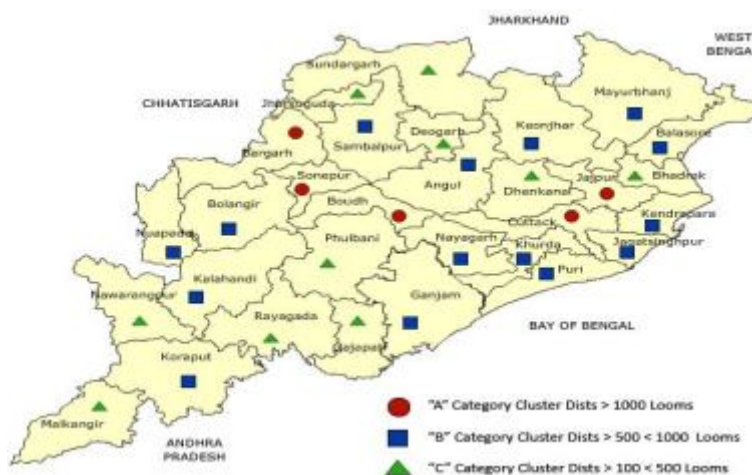 JHARKHAND
WEST
BENGA
Sundargarh
CHHATISGARH
Jharsuguda
Mayurbhanj
Deogarh
Keonjhar
Sambalpur
Balasore
Bargarh
Sonepur
Angul
Dhenkanal
Jajpur
Bhadrak
Bolangir
Boudh
Cuttack
Kendrapara
Nuapada
Phulbani
Nayagarh
Khurda
Jagatsinghpur
Kalahandi
Puri
Nawarangpur
Rayagada
Gajapati
Ganjam
BAY OF BENGAL
Koraput
Malkangir
ANDHRA
PRADESH
"A" Category Cluster Dists > 1000 Looms
"B" Category Cluster Dists > 500 < 1000 Looms
"C" Category Cluster Dists > 100 < 500 Looms